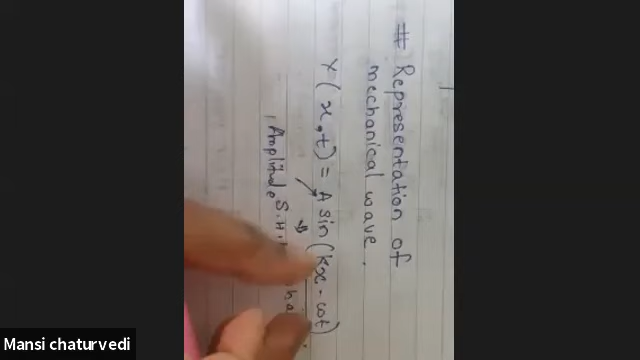 # Representation of
mechanical wave.
Y(x,t) = A sin(kx-ωt)
Amplitude S.H.
Mansi chaturvedi